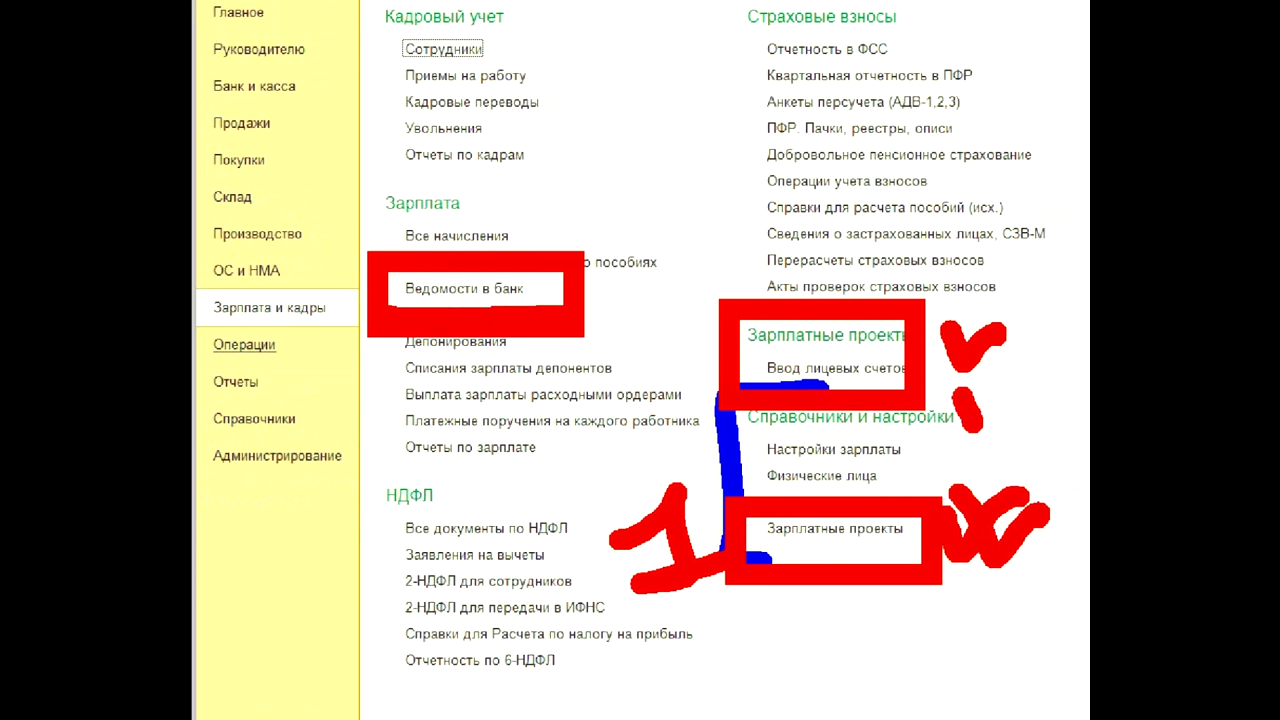 Главное
Руководителю
Банк и касса
Продажи
Покупки
Склад
Производство
ОС и НМА
Зарплата и кадры
Операции
Отчеты
Справочники
Администрирование
Кадровый учет
Сотрудники
Приемы на работу
Кадровые переводы
Увольнения
Отчеты по кадрам
Зарплата
Все начисления
о пособиях
Ведомости в банк
Депонирования
Списания зарплаты депонентов
Выплата зарплаты расходными ордерами
Платежные поручения на каждого работника
Отчеты по зарплате
НДФЛ
Все документы по НДФЛ
Заявления на вычеты
2-НДФЛ для сотрудников
2-НДФЛ для передачи в ИФНС
Справки для Расчета по налогу на прибыль
Отчетность по 6-НДФЛ
1
Страховые взносы
Отчетность в ФСС
Квартальная отчетность в ПФР
Анкеты персучета (АДВ-1,2,3)
ПФР. Пачки, реестры, описи
Добровольное пенсионное страхование
Операции учета взносов
Справки для расчета пособий (исх.)
Сведения о застрахованных лицах, СЗВ-М
Перерасчеты страховых взносов
Акты проверок страховых взносов
Зарплатные проекты
Ввод лицевых счетов
Справочники и настройки
Настройки зарплаты
Физические лица
Зарплатные проекты